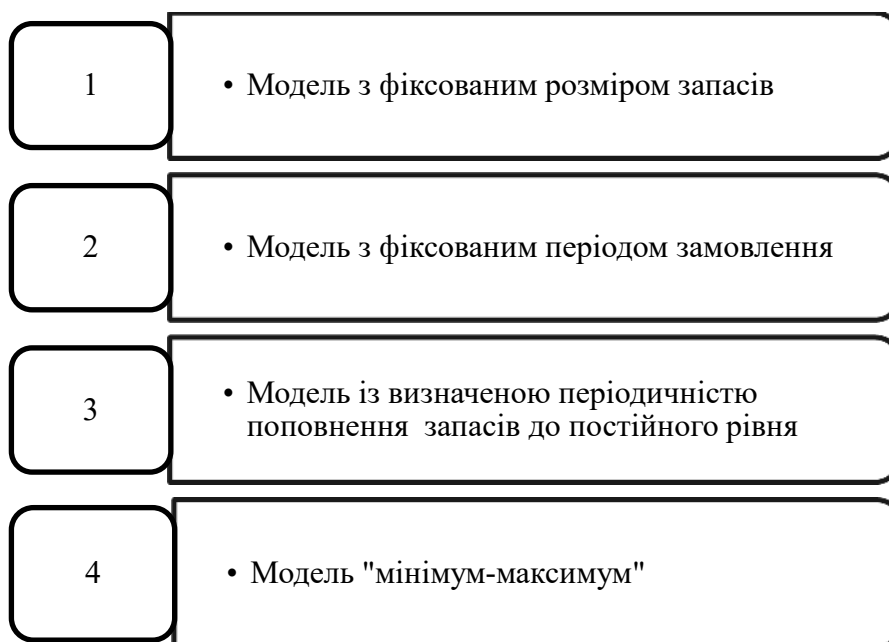 1
• Модель з фіксованим розміром запасів
2
• Модель з фіксованим періодом замовлення
3
• Модель із визначеною періодичністю
поповнення запасів до постійного рівня
4
• Модель "мінімум-максимум"